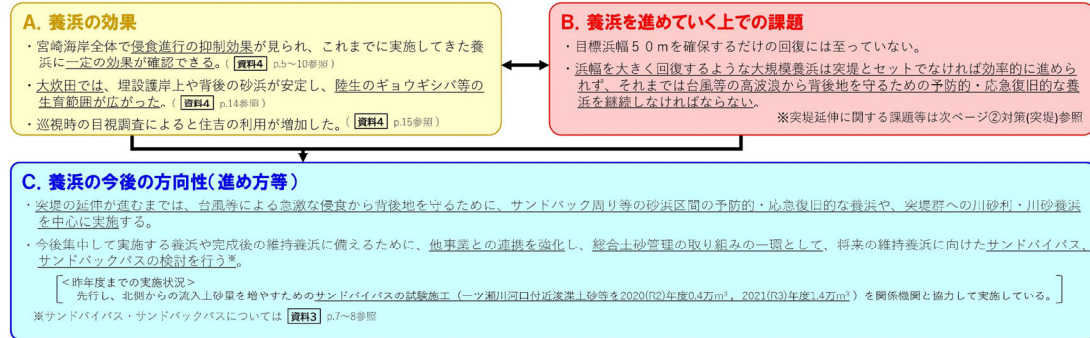 A. 養浜の効果
・宮崎海岸全体で侵食進行の抑制効果が見られ、これまでに実施してきた養
浜に一定の効果が確認できる。( 資料4 p.5~10参照)
・大炊田では、埋設護岸上や背後の砂浜が安定し、陸生のギョウギシバ等の
生育範囲が広がった。( 資料4 p.14参照)
・巡視時の目視調査によると住吉の利用が増加した。( 資料4 p.15参照)
B. 養浜を進めていく上での課題
・目標浜幅50mを確保するだけの回復には至っていない。
・浜幅を大きく回復するような大規模養浜は突堤とセットでなければ効率的に進めら
れず、それまでは台風等の高波浪から背後地を守るための予防的・応急復旧的な養
浜を継続しなければならない。
※突堤延伸に関する課題等は次ページ②対策(突堤)参照
C. 養浜の今後の方向性(進め方等)
・突堤の延伸が進むまでは、台風等による急激な侵食から背後地を守るために、サンドパック周り等の砂浜区間の予防的・応急復旧的な養浜や、突堤群への川砂利・川砂養浜
を中心に実施する。
・今後集中して実施する養浜や完成後の維持養浜に備えるために、他事業との連携を強化し、総合土砂管理の取り組みの一環として、将来の維持養浜に向けたサンドバイパス、
サンドバックパスの検討を行う※。
<昨年度までの実施状況>
先行し、北側からの流入土砂量を増やすためのサンドバイパスの試験施工(一ツ瀬川河口付近浚渫土砂等を2020(R2)年度0.4万m³, 2021(R3)年度1.4万m³)を関係機関と協力して実施している。
※サンドバイパス・サンドバックパスについては 資料3 p.7~8参照